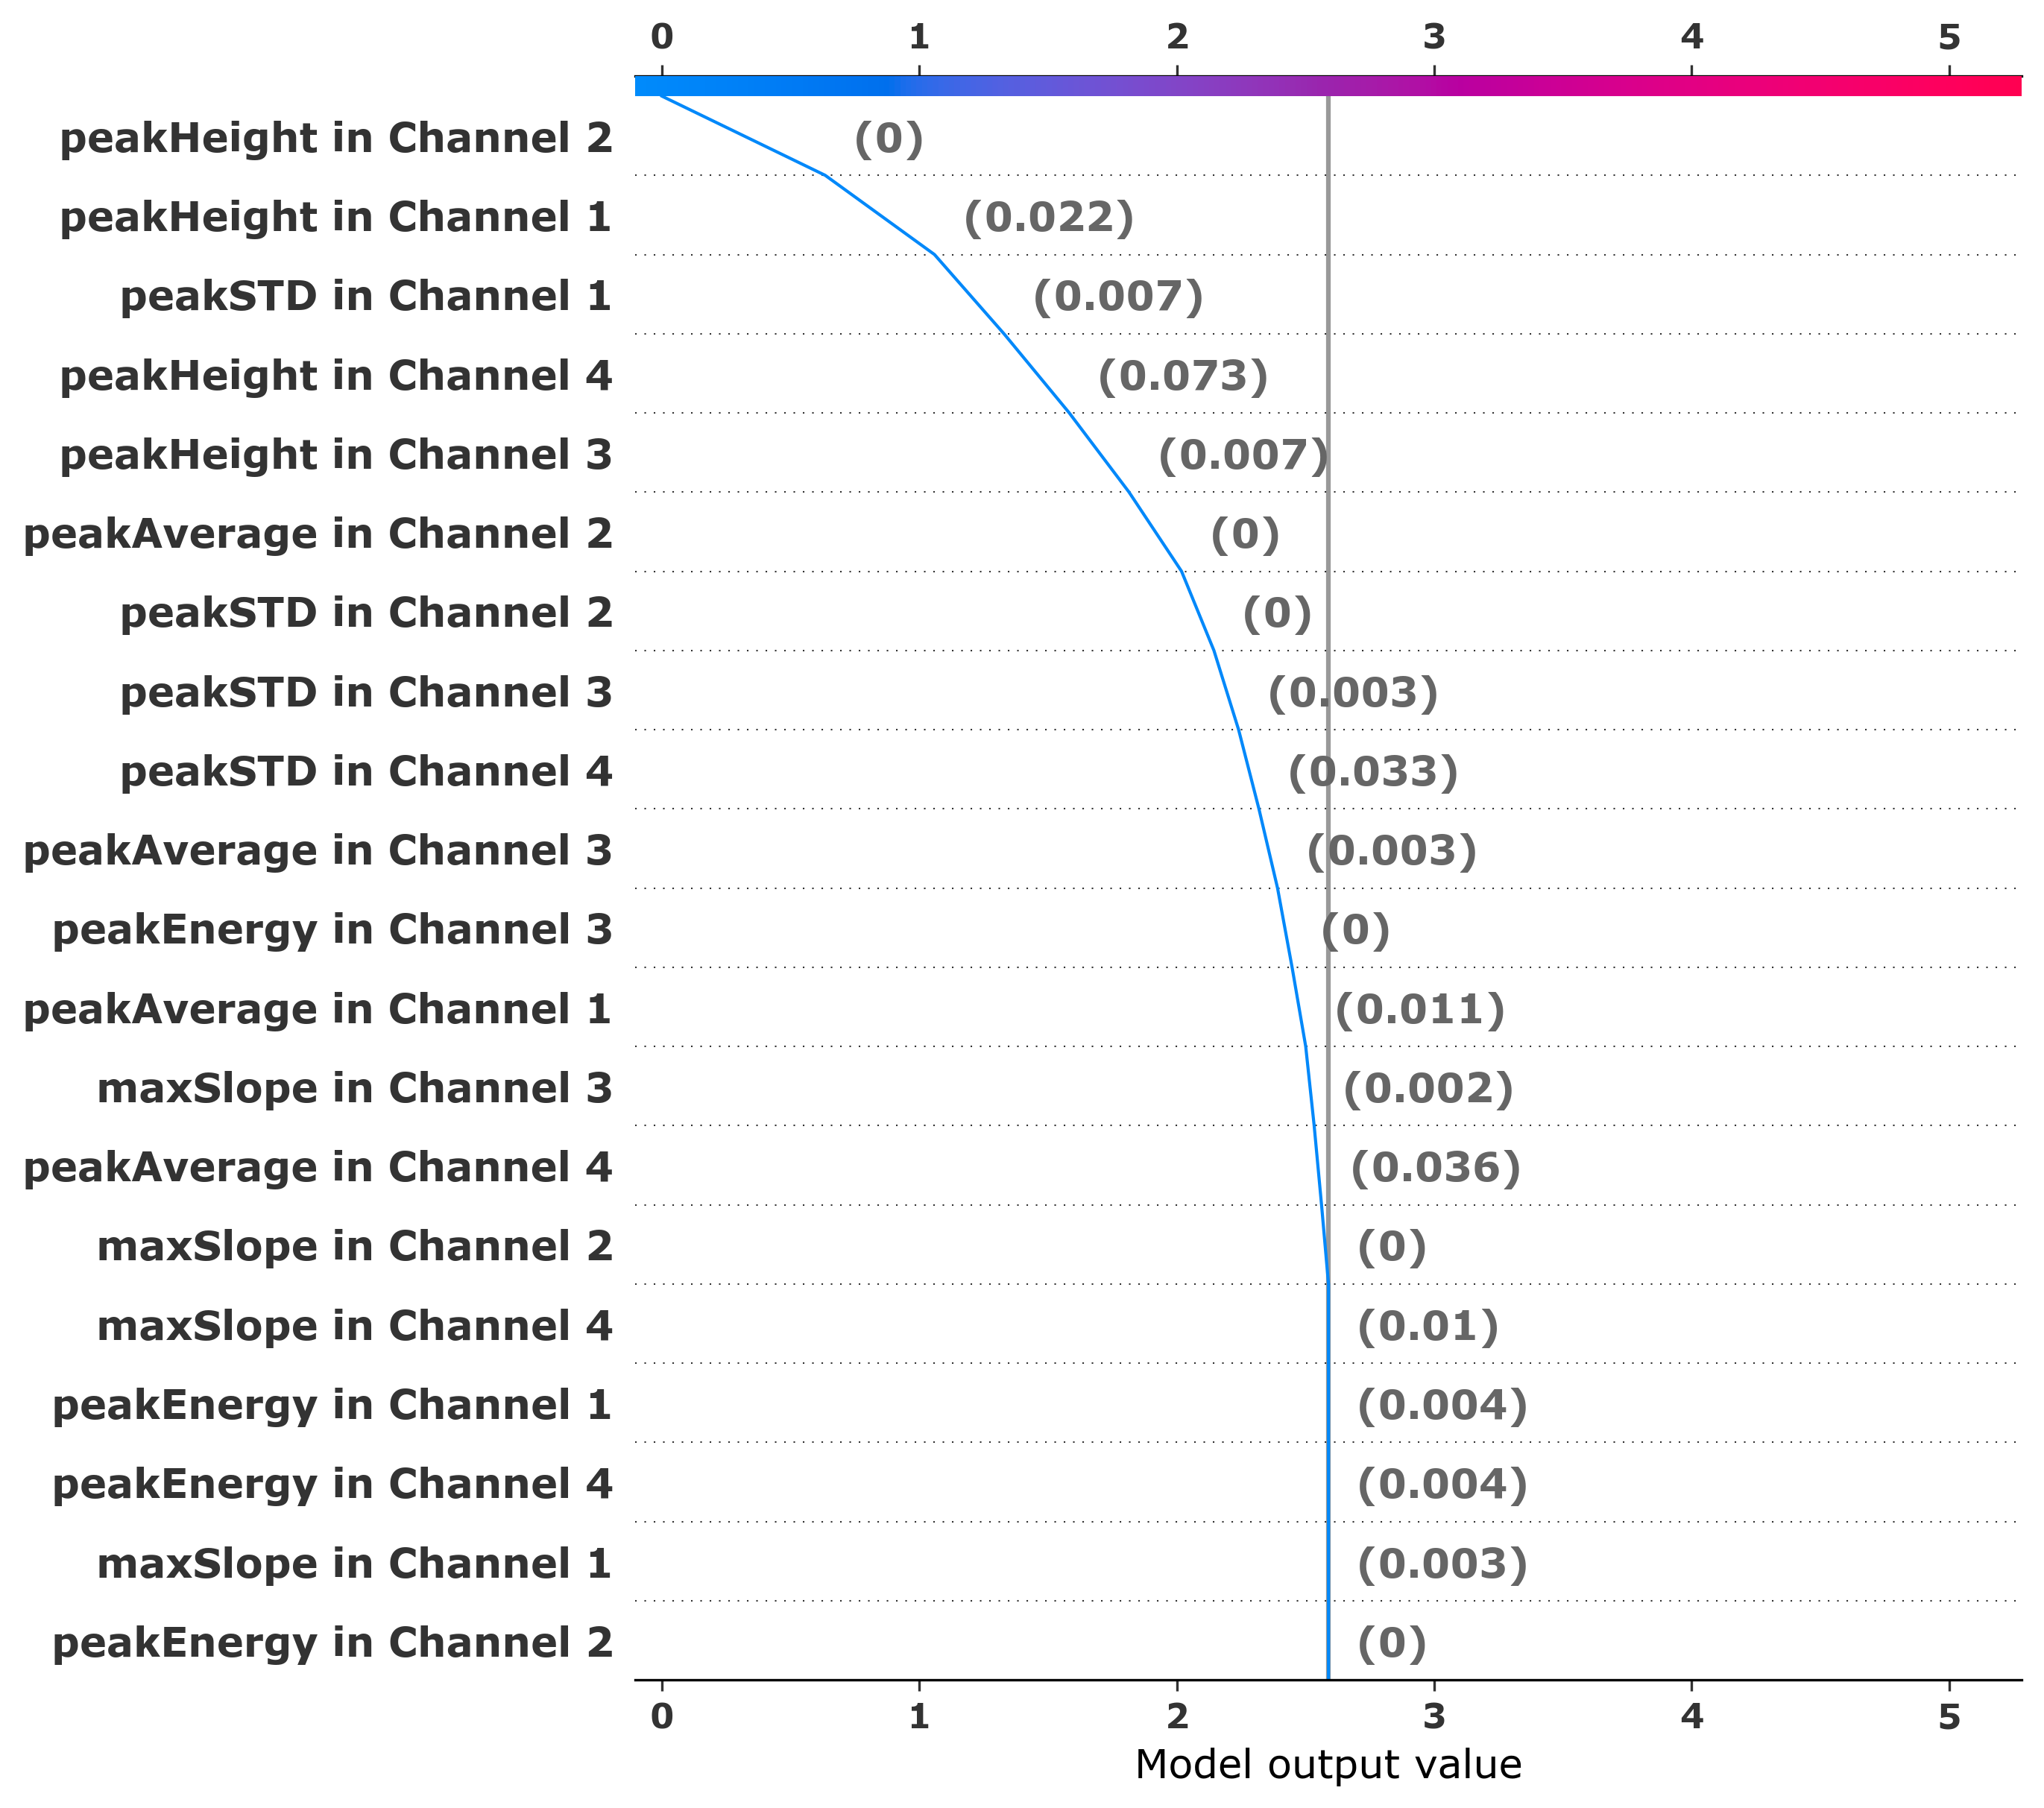 0 1 2 3 4 5
peakHeight in Channel 2 (0)
peakHeight in Channel 1 (0.022)
peakSTD in Channel 1 (0.007)
peakHeight in Channel 4 (0.073)
peakHeight in Channel 3 (0.007)
peakAverage in Channel 2 (0)
peakSTD in Channel 2 (0)
peakSTD in Channel 3 (0.003)
peakSTD in Channel 4 (0.033)
peakAverage in Channel 3 (0.003)
peakEnergy in Channel 3 (0)
peakAverage in Channel 1 (0.011)
maxSlope in Channel 3 (0.002)
peakAverage in Channel 4 (0.036)
maxSlope in Channel 2 (0)
maxSlope in Channel 4 (0.01)
peakEnergy in Channel 1 (0.004)
peakEnergy in Channel 4 (0.004)
maxSlope in Channel 1 (0.003)
peakEnergy in Channel 2 (0)
0 1 2 3 4 5
Model output value